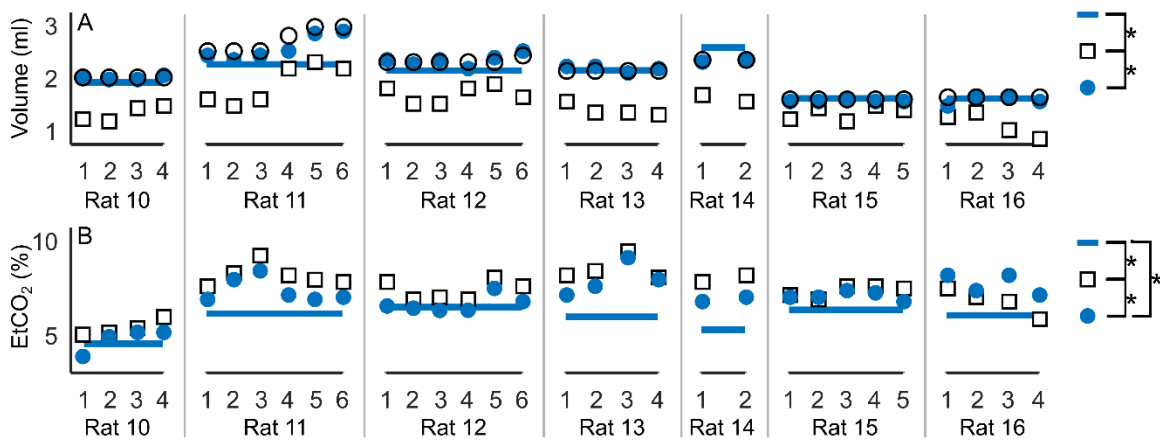 A
Volume (ml)
3
2
1
1 2 3 4 1 2 3 4 5 6 1 2 3 4 5 6 1 2 3 4 1 2 1 2 3 4 5 1 2 3 4
Rat 10 Rat 11 Rat 12 Rat 13 Rat 14 Rat 15 Rat 16
*
*
B
EtCO₂ (%)
10
5
1 2 3 4 1 2 3 4 5 6 1 2 3 4 5 6 1 2 3 4 1 2 1 2 3 4 5 1 2 3 4
Rat 10 Rat 11 Rat 12 Rat 13 Rat 14 Rat 15 Rat 16
*
* *
*